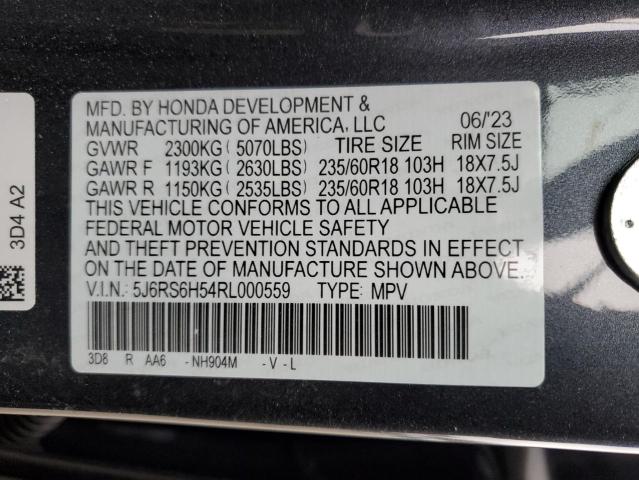 MFD. BY HONDA DEVELOPMENT &
MANUFACTURING OF AMERICA, LLC 06/'23
GVWR 2300KG (5070LBS) TIRE SIZE RIM SIZE
GAWR F 1193KG (2630LBS) 235/60R18 103H 18X7.5J
GAWR R 1150KG (2535LBS) 235/60R18 103H 18X7.5J
THIS VEHICLE CONFORMS TO ALL APPLICABLE
FEDERAL MOTOR VEHICLE SAFETY
AND THEFT PREVENTION STANDARDS IN EFFECT
ON THE DATE OF MANUFACTURE SHOWN ABOVE.
V.I.N.: 5J6RS6H54RL000559 TYPE: MPV
3D8 R AA6 -NH904M -V-L
3D4 A2